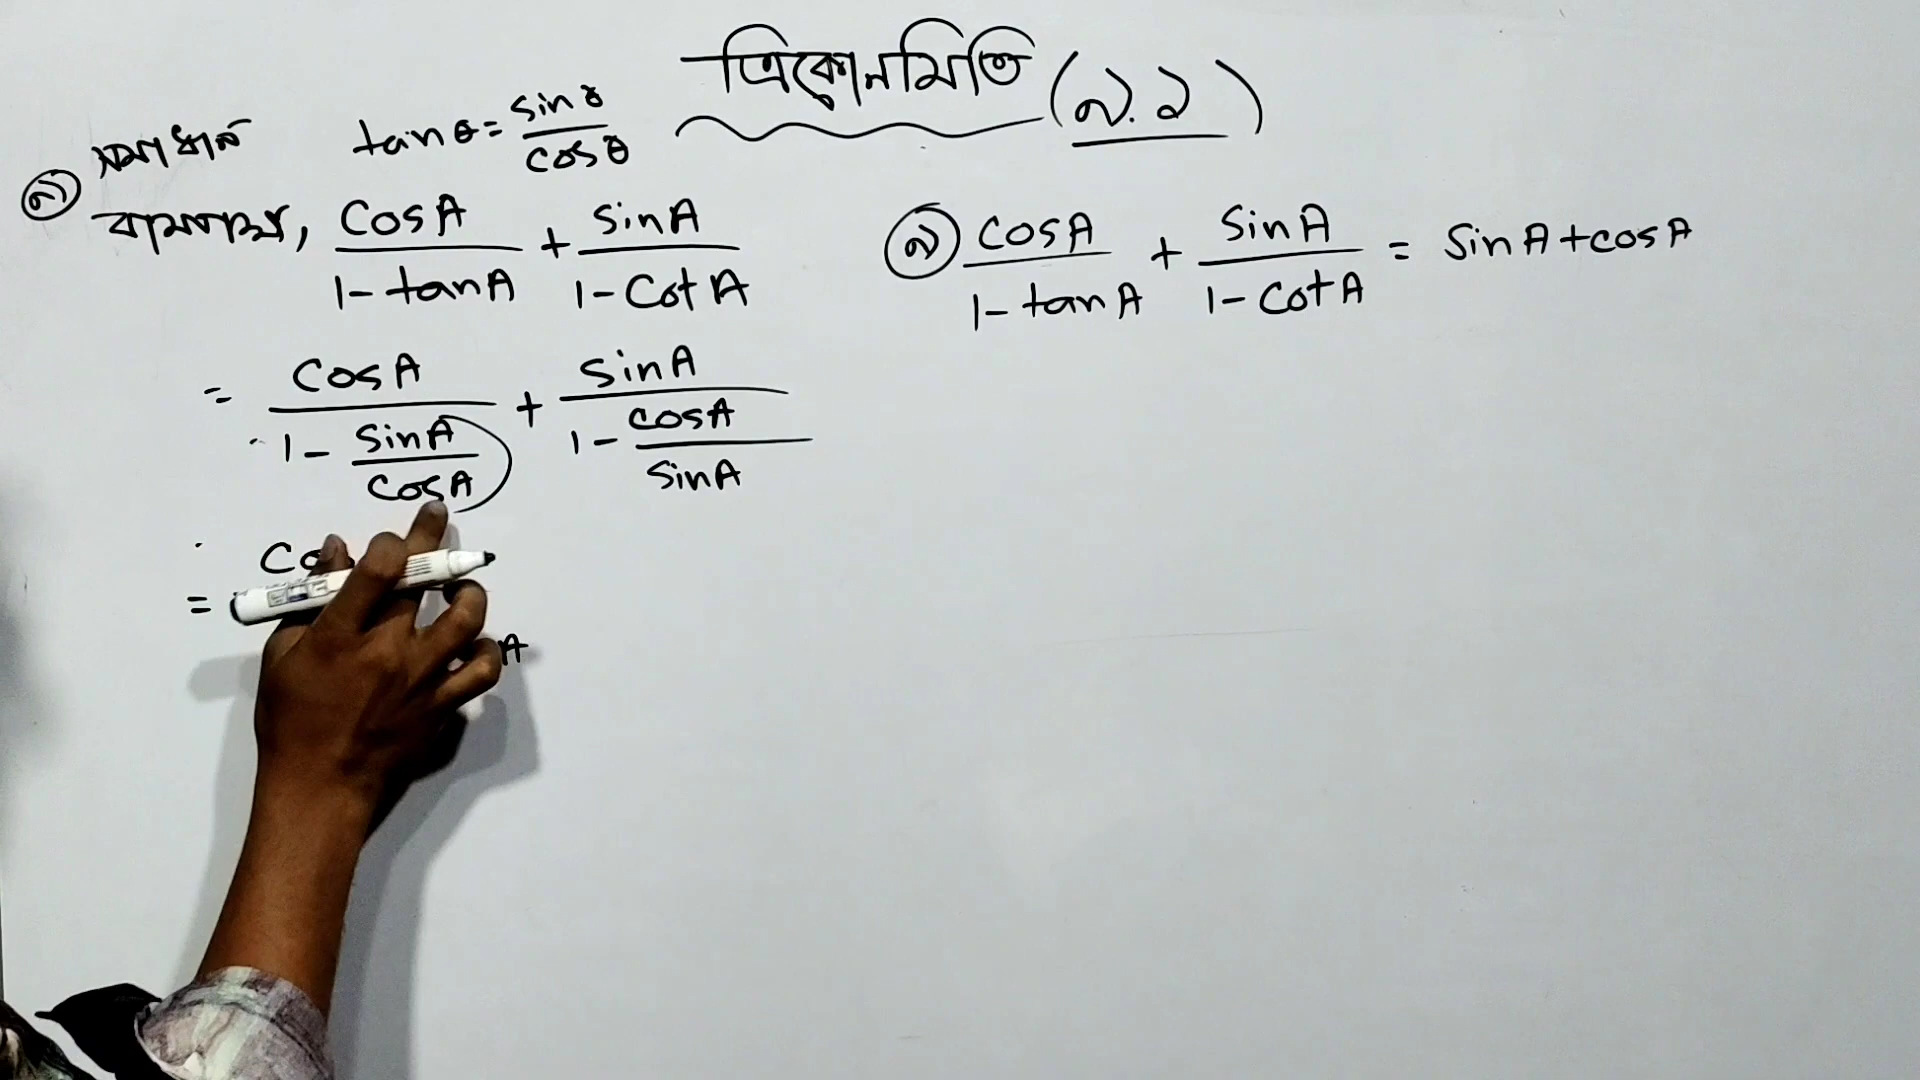 ত্রিকোনমিতি (৯.১)
সমাধান tanθ = sinθ/cosθ
৯ বামপক্ষ, CosA/1-tanA + sinA/1-CotA
= CosA/1-sinA/cosA + sinA/1-cosA/sinA
=
৯ cosA/1-tanA + sinA/1-cotA = sinA+cosA